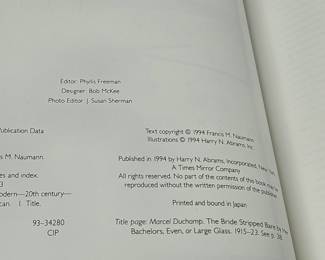 Editor: Phyllis Freeman
Designer: Bob McKee
Photo Editor: J. Susan Sherman
Publication Data
s M. Naumann.
es and index.
3
odern—20th century—
can. I. Title.
93-34280
CIP
Text copyright © 1994 Francis M. Naumann
Illustrations © 1994 Harry N. Abrams, Inc.
Published in 1994 by Harry N. Abrams, Incorporated, New York
A Times Mirror Company
All rights reserved. No part of the contents of this book may be
reproduced without the written permission of the publisher
Printed and bound in Japan
Title page: Marcel Duchamp. The Bride Stripped Bare by Her
Bachelors, Even, or Large Glass. 1915–23. See p. 38